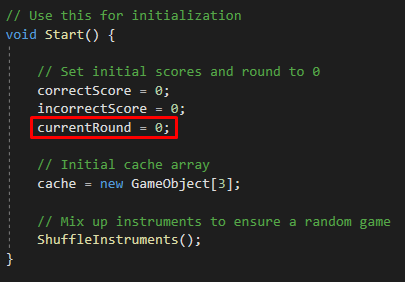 // Use this for initialization
void Start() {
// Set initial scores and round to 0
correctScore = 0;
incorrectScore = 0;
currentRound = 0;
// Initial cache array
cache = new GameObject[3];
// Mix up instruments to ensure a random game
ShuffleInstruments();
}